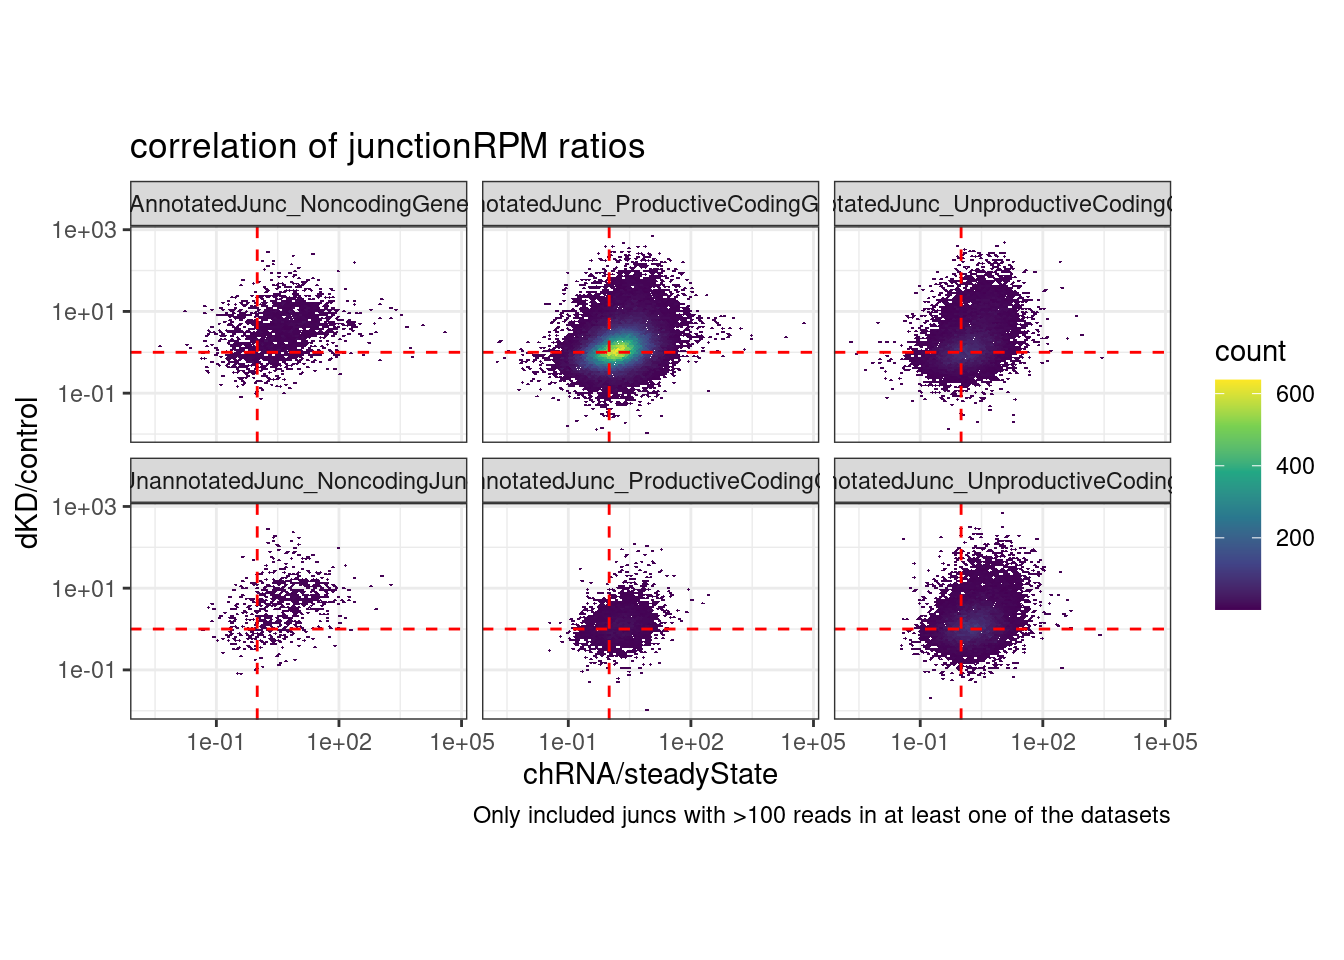 correlation of junctionRPM ratios
AnnotatedJunc_NoncodingGene
notatedJunc_ProductiveCodingG
otatedJunc_UnproductiveCodingG
1e+03
1e+01
1e-01
UnannotatedJunc_NoncodingJun
nnotatedJunc_ProductiveCodingG
notatedJunc_UnproductiveCoding
1e+03
1e+01
1e-01
dKD/control
1e-01 1e+02 1e+05 1e-01 1e+02 1e+05 1e-01 1e+02 1e+05
chRNA/steadyState
Only included juncs with >100 reads in at least one of the datasets
count
600
400
200